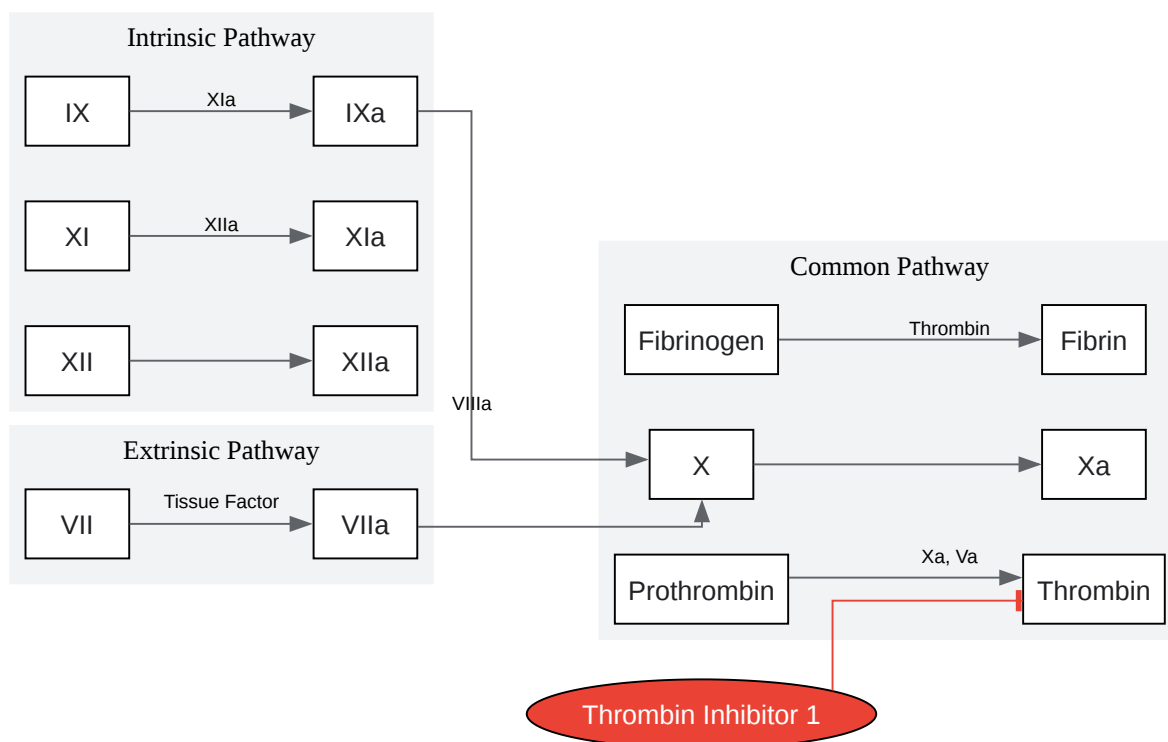 Intrinsic Pathway
IX
XIa
IXa
XI
XIIa
XIa
XII
XIIa
VIIIa
Extrinsic Pathway
VII
Tissue Factor
VIIa
Common Pathway
Fibrinogen
Thrombin
Fibrin
X
Xa
Prothrombin
Xa, Va
Thrombin
Thrombin Inhibitor 1